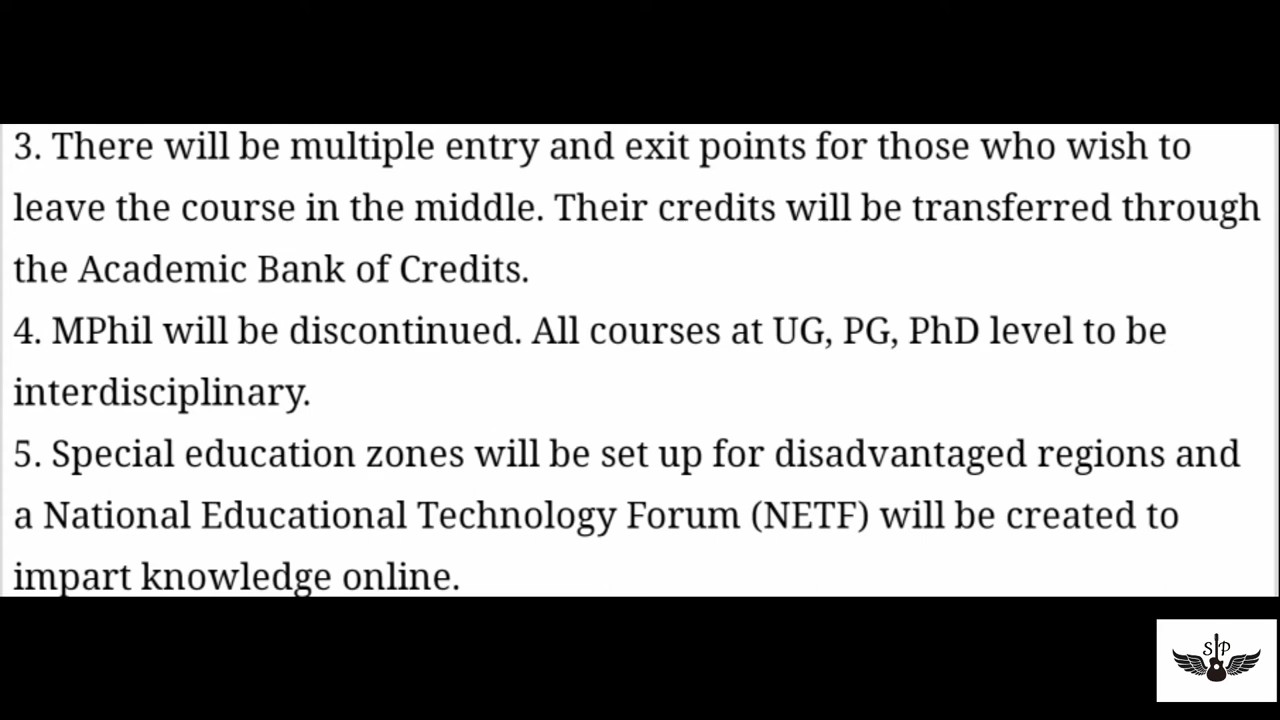 3. There will be multiple entry and exit points for those who wish to
leave the course in the middle. Their credits will be transferred through
the Academic Bank of Credits.
4. MPhil will be discontinued. All courses at UG, PG, PhD level to be
interdisciplinary.
5. Special education zones will be set up for disadvantaged regions and
a National Educational Technology Forum (NETF) will be created to
impart knowledge online.
SP